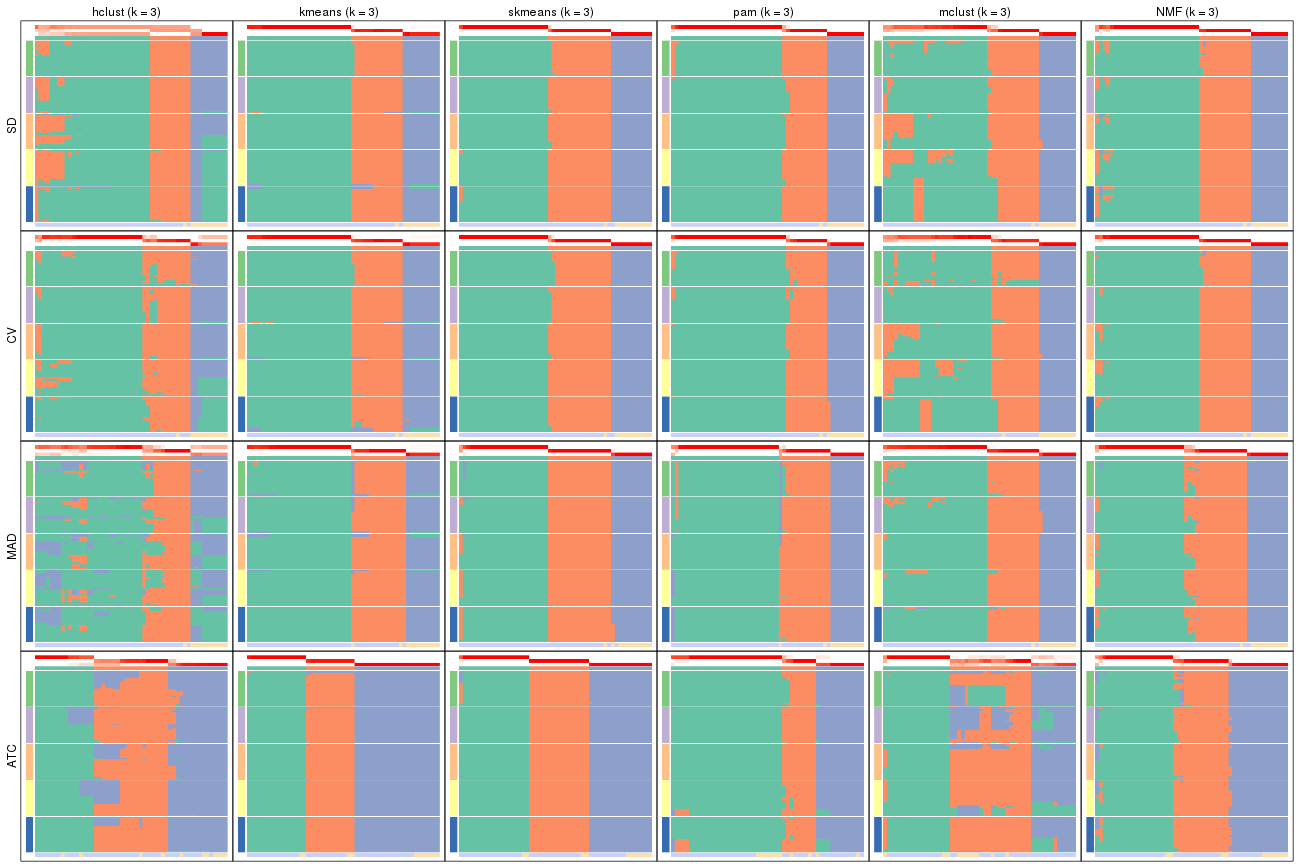 hclust (k = 3) kmeans (k = 3) skmeans (k = 3) pam (k = 3) mclust (k = 3) NMF (k = 3)
SD
CV
MAD
ATC